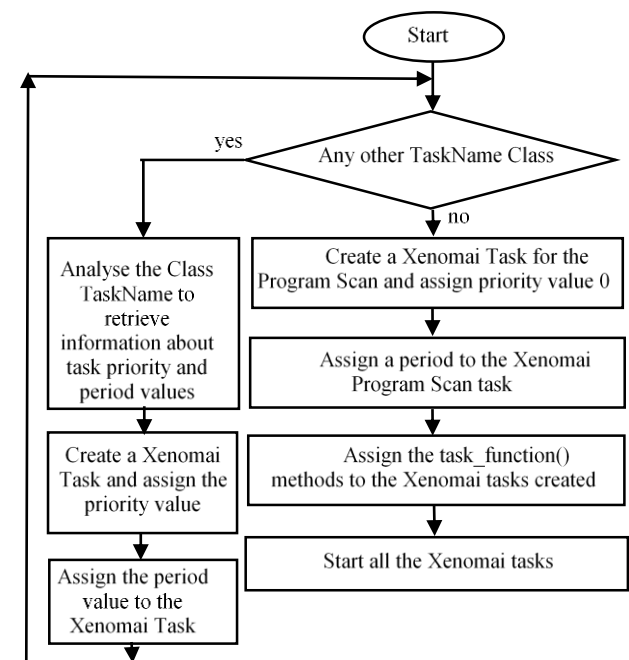 Start
Any other TaskName Class
yes
no
Analyse the Class
TaskName to
retrieve
information about
task priority and
period values
Create a Xenomai
Task and assign the
priority value
Assign the period
value to the
Xenomai Task
Create a Xenomai Task for the
Program Scan and assign priority value 0
Assign a period to the Xenomai
Program Scan task
Assign the task_function()
methods to the Xenomai tasks created
Start all the Xenomai tasks